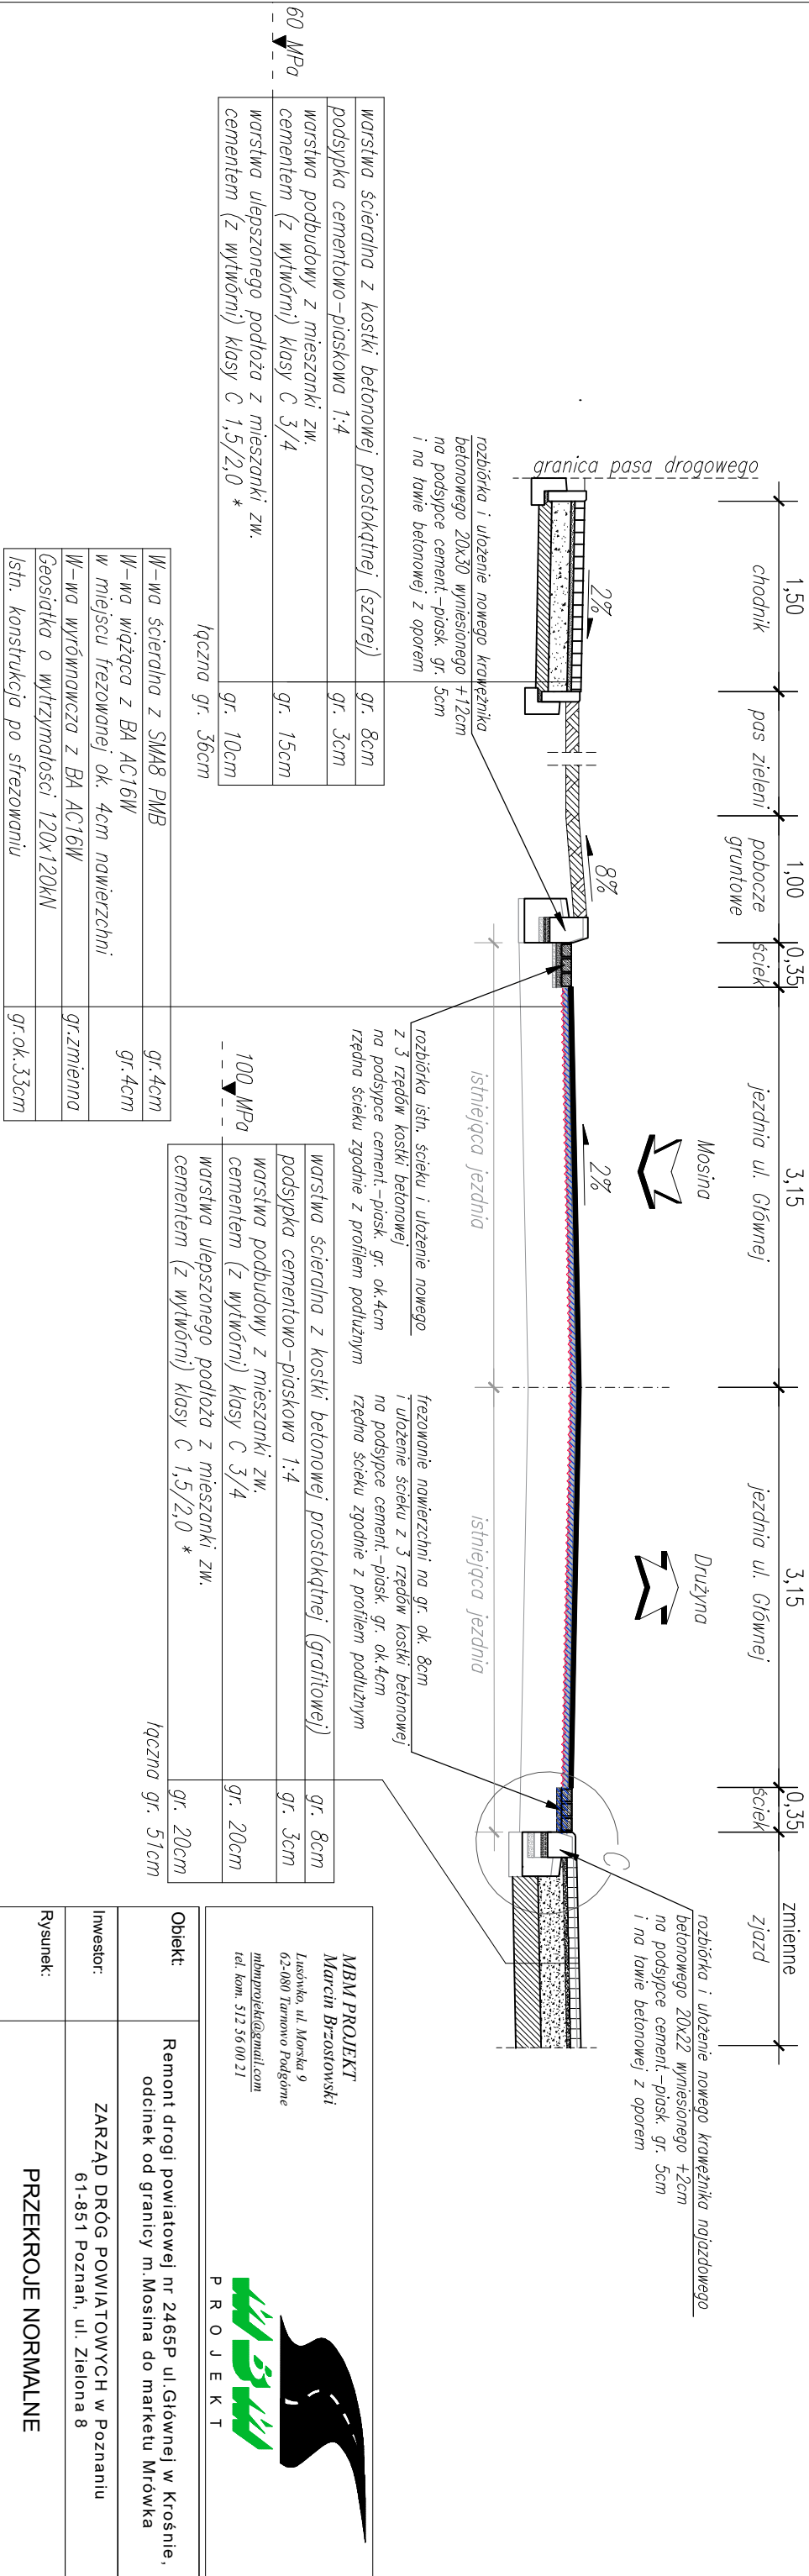 1,50
1,00
0,35
3,15
3,15
0,35
zmienne
chodnik
pas zieleni
pobocze
gruntowe
ściek
jezdnia ul. Głównej
jezdnia ul. Głównej
ściek
zjazd
granica pasa drogowego
Mosina
Drużyna
2%
8%
2%
C
istniejąca jezdnia
istniejąca jezdnia
rozbiórka i ułożenie nowego krawężnika
betonowego 20x30 wyniesionego +12cm
na podsypce cement.-piask. gr. 5cm
i na ławie betonowej z oporem
rozbiórka istn. ścieku i ułożenie nowego
z 3 rzędów kostki betonowej
na podsypce cement.-piask. gr. ok.4cm
rzędna ścieku zgodnie z profilem podłużnym
frezowanie nawierzchni na gr. ok. 8cm
i ułożenie ścieku z 3 rzędów kostki betonowej
na podsypce cement.-piask. gr. ok.4cm
rzędna ścieku zgodnie z profilem podłużnym
rozbiórka i ułożenie nowego krawężnika najazdowego
betonowego 20x22 wyniesionego +2cm
na podsypce cement.-piask. gr. 5cm
i na ławie betonowej z oporem
60 MPa
warstwa ścieralna z kostki betonowej prostokątnej (szarej) gr. 8cm
podsypka cementowo-piaskowa 1:4 gr. 3cm
warstwa podbudowy z mieszanki zw.
cementem (z wytwórni) klasy C 3/4 gr. 15cm
warstwa ulepszonego podłoża z mieszanki zw.
cementem (z wytwórni) klasy C 1,5/2,0 * gr. 10cm
łączna gr. 36cm
W-wa ścieralna z SMA8 PMB gr.4cm
W-wa wiążąca z BA AC16W gr.4cm
w miejscu frezowanej ok. 4cm nawierzchni
W-wa wyrównawcza z BA AC16W gr.zmienna
Geosiatka o wytrzymałości 120x120kN
Istn. konstrukcja po sfrezowaniu gr.ok.33cm
100 MPa
warstwa ścieralna z kostki betonowej prostokątnej (grafitowej) gr. 8cm
podsypka cementowo-piaskowa 1:4 gr. 3cm
warstwa podbudowy z mieszanki zw.
cementem (z wytwórni) klasy C 3/4 gr. 20cm
warstwa ulepszonego podłoża z mieszanki zw.
cementem (z wytwórni) klasy C 1,5/2,0 * gr. 20cm
łączna gr. 51cm
MBM PROJEKT
Marcin Brzostowski
Lusówko, ul. Morska 9
62-080 Tarnowo Podgórne
mbmprojekt@gmail.com
tel. kom. 512 56 00 21
MBM
PROJEKT
Obiekt:
Remont drogi powiatowej nr 2465P ul.Głównej w Krośnie,
odcinek od granicy m.Mosina do marketu Mrówka
Inwestor:
ZARZĄD DRÓG POWIATOWYCH w Poznaniu
61-851 Poznań, ul. Zielona 8
Rysunek:
PRZEKROJE NORMALNE